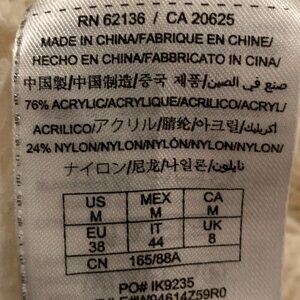 RN 62136 / CA 20625
MADE IN CHINA/FABRIQUE EN CHINE/
HECHO EN CHINA/FABBRICATO IN CINA/
中国製/中国制造/중국 제품/صنع في الصين
76% ACRYLIC/ACRYLIQUE/ACRILICO/ACRYL/
ACRILICO/アクリル/腈纶/아크릴/أكريليك
24% NYLON/NYLON/NYLON/NYLON/NYLON/
ナイロン/尼龙/나일론/نايلون
US M MEX M CA M
EU 38 IT 44 UK 8
CN 165/88A
PO# IK9235
E#W04614Z59R0